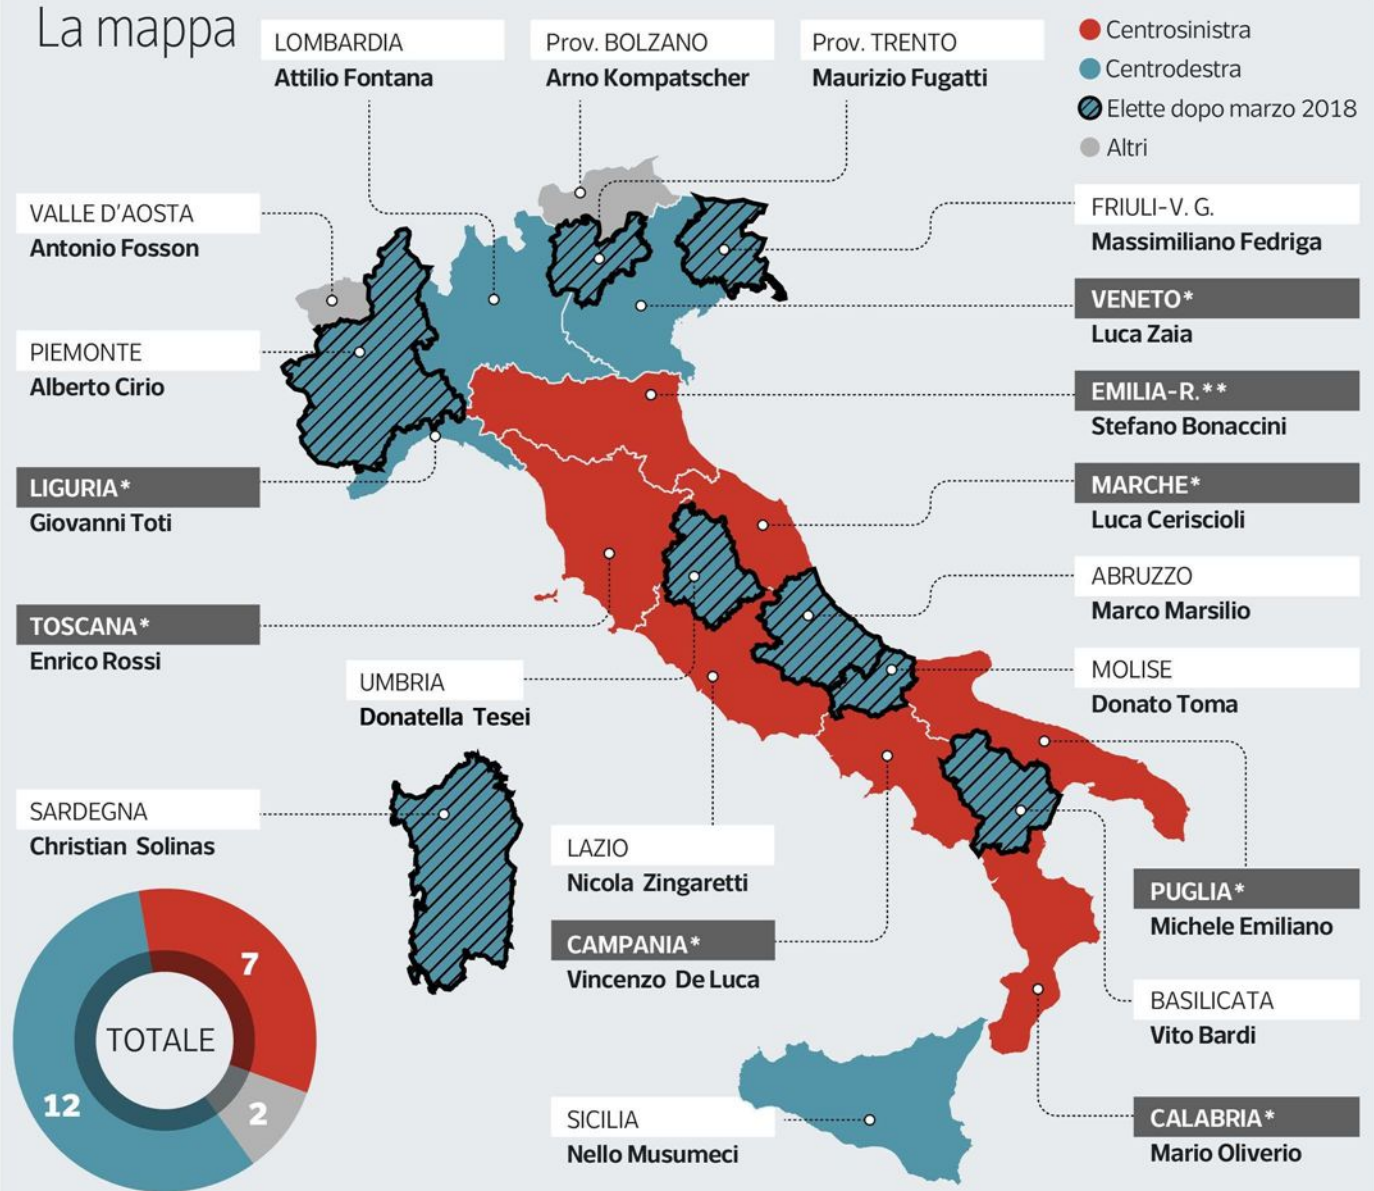 La mappa
LOMBARDIA
Attilio Fontana
Prov. BOLZANO
Arno Kompatscher
Prov. TRENTO
Maurizio Fugatti
Centrosinistra
Centrodestra
Elette dopo marzo 2018
Altri
VALLE D'AOSTA
Antonio Fosson
FRIULI-V. G.
Massimiliano Fedriga
VENETO*
Luca Zaia
PIEMONTE
Alberto Cirio
EMILIA-R.**
Stefano Bonaccini
LIGURIA*
Giovanni Toti
MARCHE*
Luca Ceriscioli
ABRUZZO
Marco Marsilio
TOSCANA*
Enrico Rossi
MOLISE
Donato Toma
UMBRIA
Donatella Tesei
SARDEGNA
Christian Solinas
LAZIO
Nicola Zingaretti
PUGLIA*
Michele Emiliano
CAMPANIA*
Vincenzo De Luca
BASILICATA
Vito Bardi
SICILIA
Nello Musumeci
CALABRIA*
Mario Oliverio
7
TOTALE
12
2